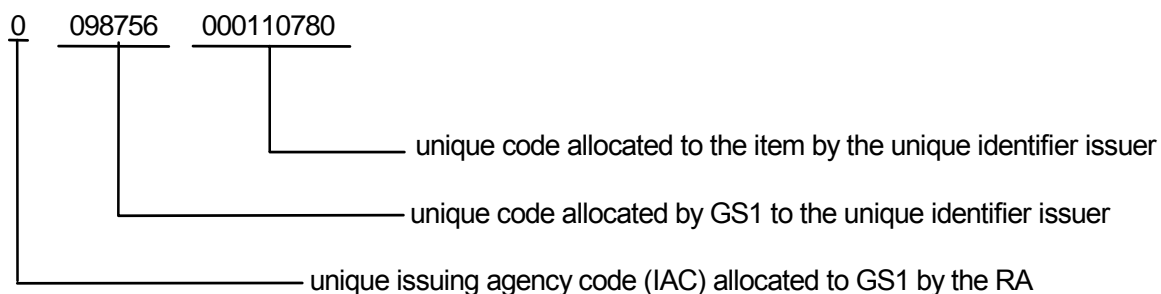 0 098756 000110780
unique code allocated to the item by the unique identifier issuer
unique code allocated by GS1 to the unique identifier issuer
unique issuing agency code (IAC) allocated to GS1 by the RA